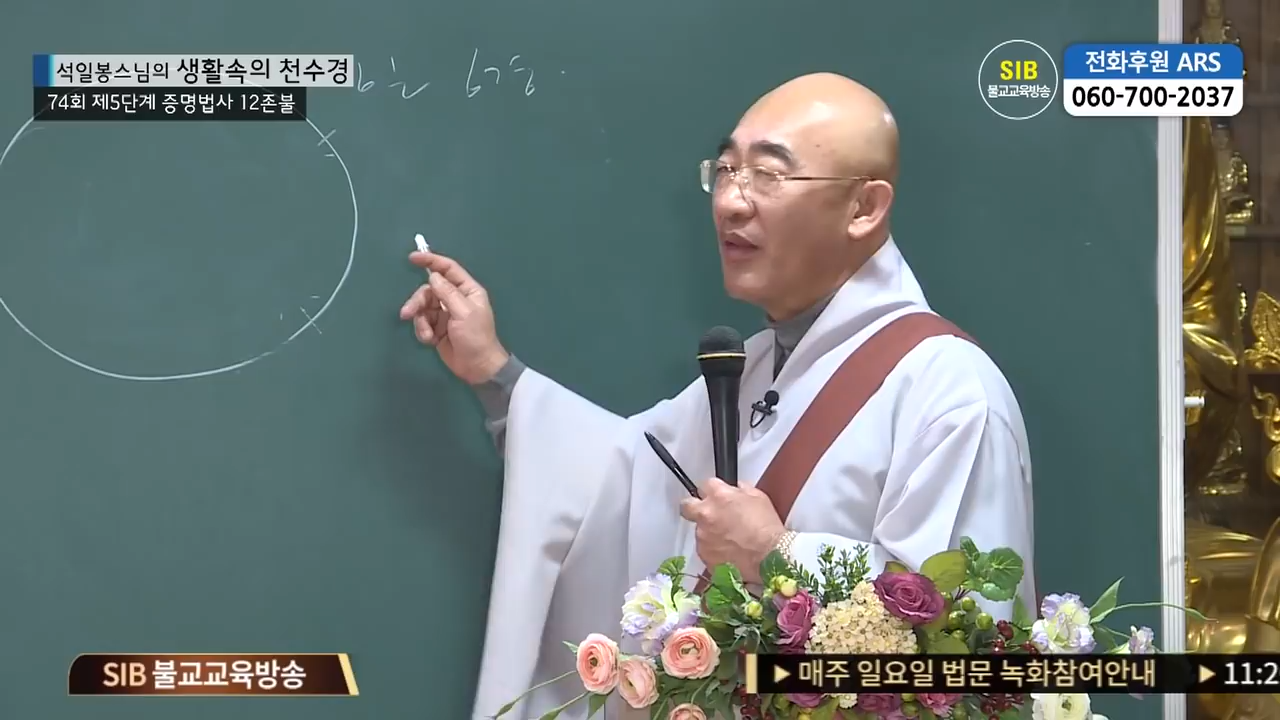 석일봉스님의 생활속의 천수경
74회 제5단계 증명법사 12존불
SIB
불교교육방송
전화후원 ARS
060-700-2037
SIB 불교교육방송
▶매주 일요일 법문 녹화참여안내 ▶11:2